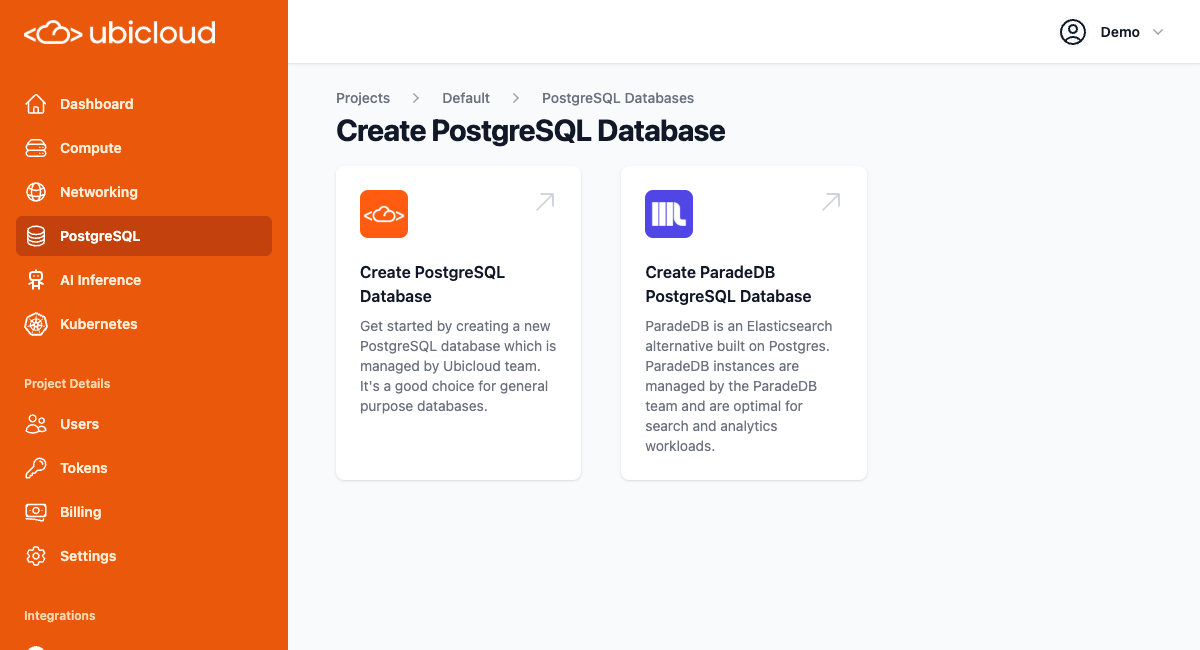 ubicloud
Demo
Dashboard
Compute
Networking
PostgreSQL
AI Inference
Kubernetes
Project Details
Users
Tokens
Billing
Settings
Integrations
Projects > Default > PostgreSQL Databases
Create PostgreSQL Database
Create PostgreSQL
Database
Get started by creating a new
PostgreSQL database which is
managed by Ubicloud team.
It's a good choice for general
purpose databases.
Create ParadeDB
PostgreSQL Database
ParadeDB is an Elasticsearch
alternative built on Postgres.
ParadeDB instances are
managed by the ParadeDB
team and are optimal for
search and analytics
workloads.